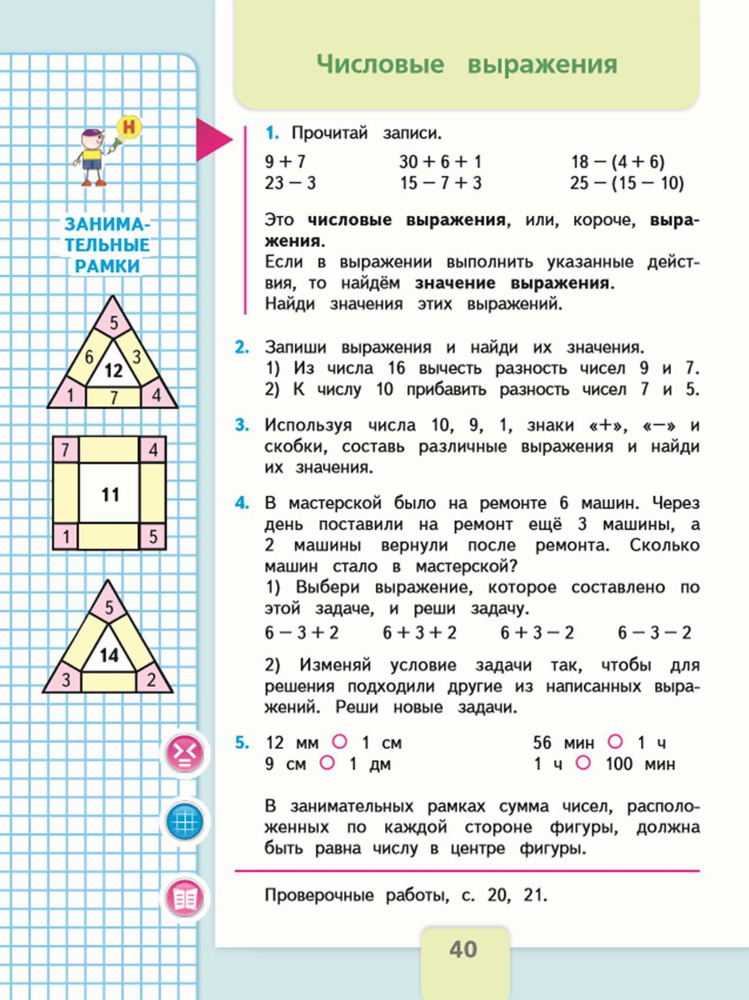 Числовые выражения
Н
ЗАНИМА-
ТЕЛЬНЫЕ
РАМКИ
5
6 3
12
1 7 4
7 4
11
1 5
5
14
3 2
1. Прочитай записи.
9 + 7 30 + 6 + 1 18 − (4 + 6)
23 − 3 15 − 7 + 3 25 − (15 − 10)
Это числовые выражения, или, короче, выра-
жения.
Если в выражении выполнить указанные дейст-
вия, то найдём значение выражения.
Найди значения этих выражений.
2. Запиши выражения и найди их значения.
1) Из числа 16 вычесть разность чисел 9 и 7.
2) К числу 10 прибавить разность чисел 7 и 5.
3. Используя числа 10, 9, 1, знаки «+», «−» и
скобки, составь различные выражения и найди
их значения.
4. В мастерской было на ремонте 6 машин. Через
день поставили на ремонт ещё 3 машины, а
2 машины вернули после ремонта. Сколько
машин стало в мастерской?
1) Выбери выражение, которое составлено по
этой задаче, и реши задачу.
6 − 3 + 2 6 + 3 + 2 6 + 3 − 2 6 − 3 − 2
2) Изменяй условие задачи так, чтобы для
решения подходили другие из написанных выра-
жений. Реши новые задачи.
5. 12 мм ○ 1 см 56 мин ○ 1 ч
9 см ○ 1 дм 1 ч ○ 100 мин
В занимательных рамках сумма чисел, располо-
женных по каждой стороне фигуры, должна
быть равна числу в центре фигуры.
Проверочные работы, с. 20, 21.
40